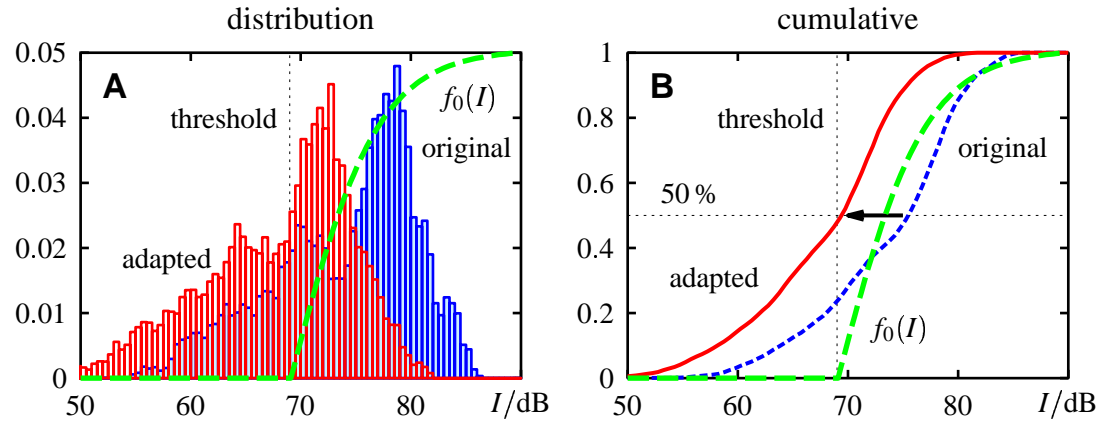 distribution
A
0.05
0.04
0.03
0.02
0.01
0
threshold
f₀(I)
original
adapted
50
60
70
80
I/dB
cumulative
B
1
0.8
0.6
0.4
0.2
0
threshold
original
50 %
adapted
f₀(I)
50
60
70
80
I/dB